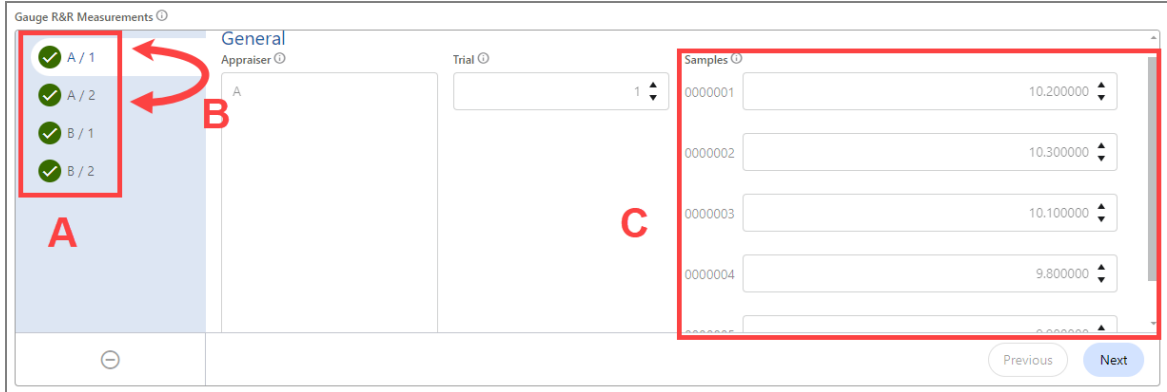 Gauge R&R Measurements
A / 1
A / 2
B / 1
B / 2
A
B
General
Appraiser
A
Trial
1
C
Samples
0000001 10.200000
0000002 10.300000
0000003 10.100000
0000004 9.800000
Previous Next